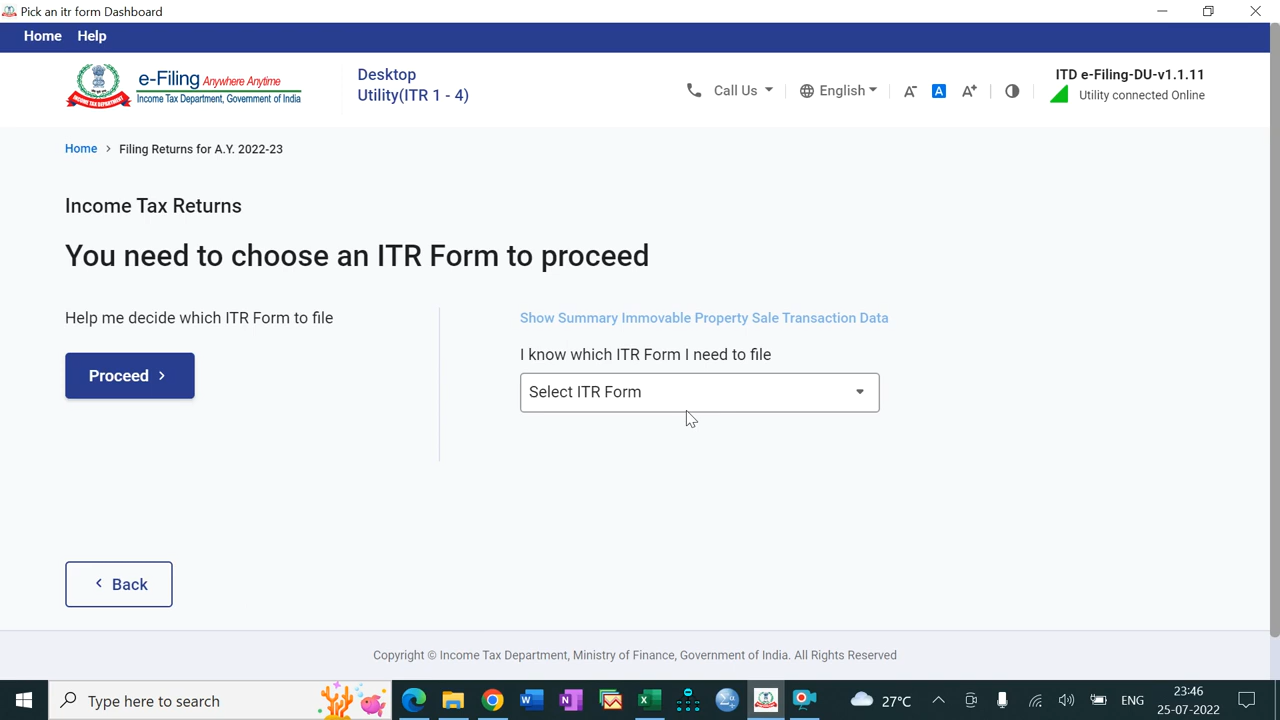 Pick an itr form Dashboard
Home Help
e-Filing Anywhere Anytime
Income Tax Department, Government of India
Desktop
Utility(ITR 1 - 4)
Call Us
English
A- A A+
ITD e-Filing-DU-v1.1.11
Utility connected Online
Home > Filing Returns for A.Y. 2022-23
Income Tax Returns
You need to choose an ITR Form to proceed
Help me decide which ITR Form to file
Proceed >
Show Summary Immovable Property Sale Transaction Data
I know which ITR Form I need to file
Select ITR Form
< Back
Copyright © Income Tax Department, Ministry of Finance, Government of India. All Rights Reserved
Type here to search
27°C
ENG
23:46
25-07-2022